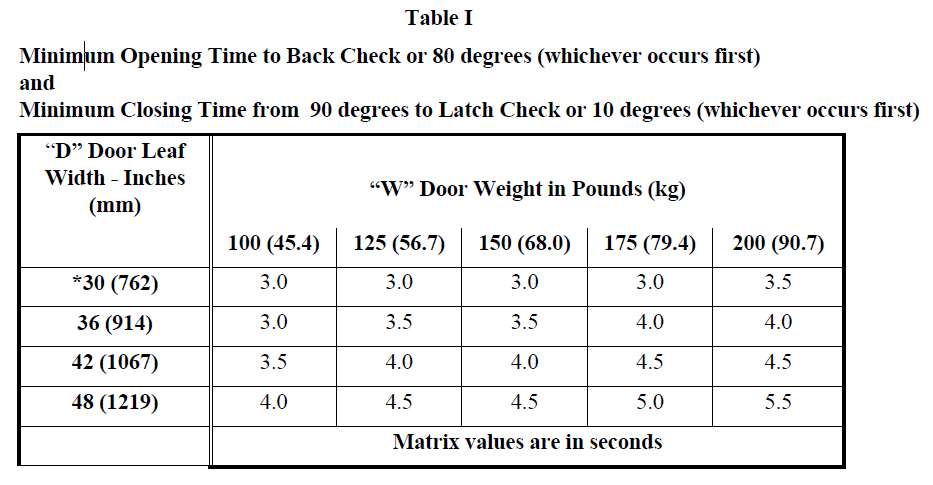 Table I
Minimum Opening Time to Back Check or 80 degrees (whichever occurs first)
and
Minimum Closing Time from 90 degrees to Latch Check or 10 degrees (whichever occurs first)
“D” Door Leaf
Width - Inches
(mm)
“W” Door Weight in Pounds (kg)
100 (45.4) 125 (56.7) 150 (68.0) 175 (79.4) 200 (90.7)
*30 (762) 3.0 3.0 3.0 3.0 3.5
36 (914) 3.0 3.5 3.5 4.0 4.0
42 (1067) 3.5 4.0 4.0 4.5 4.5
48 (1219) 4.0 4.5 4.5 5.0 5.5
Matrix values are in seconds